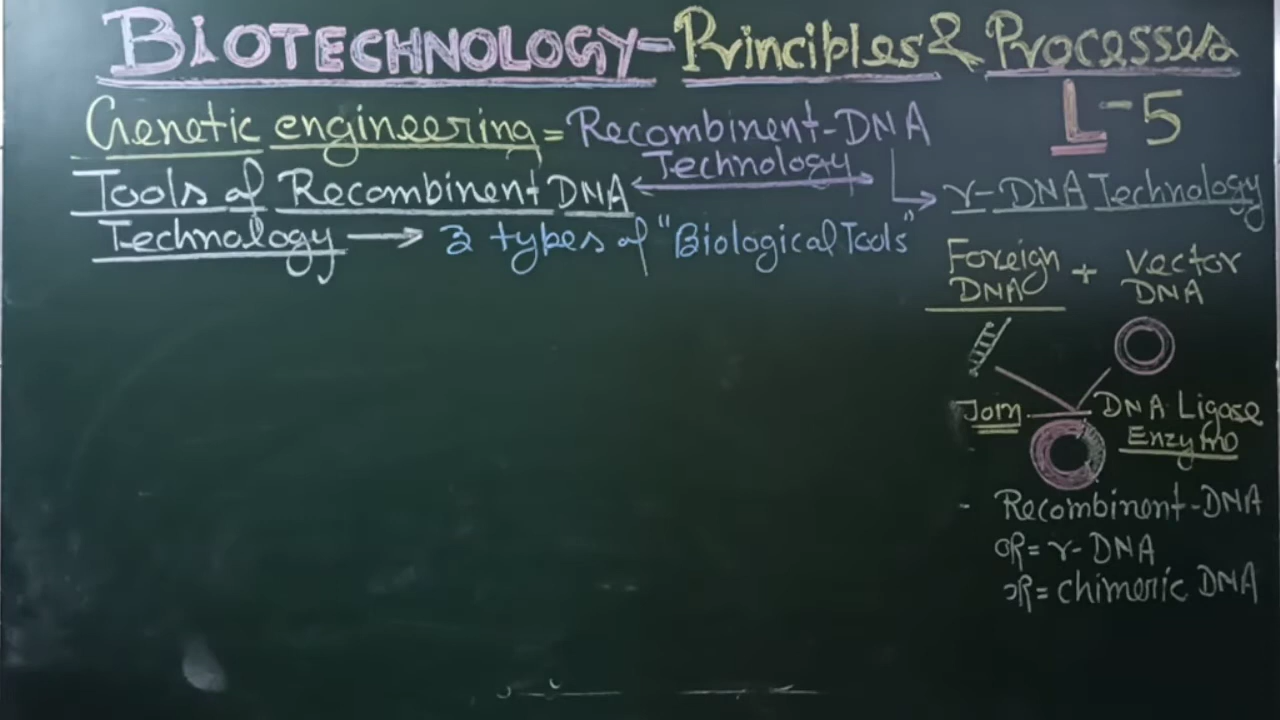 BIOTECHNOLOGY-Principles & Processes
L-5
Genetic engineering = Recombinent-DNA
Technology
r-DNA Technology
Tools of Recombinent DNA
Technology → 3 types of "Biological Tools"
Foreign DNA + Vector DNA
Join DNA Ligase
Enzyme
- Recombinent-DNA
OR = r-DNA
OR = chimeric DNA